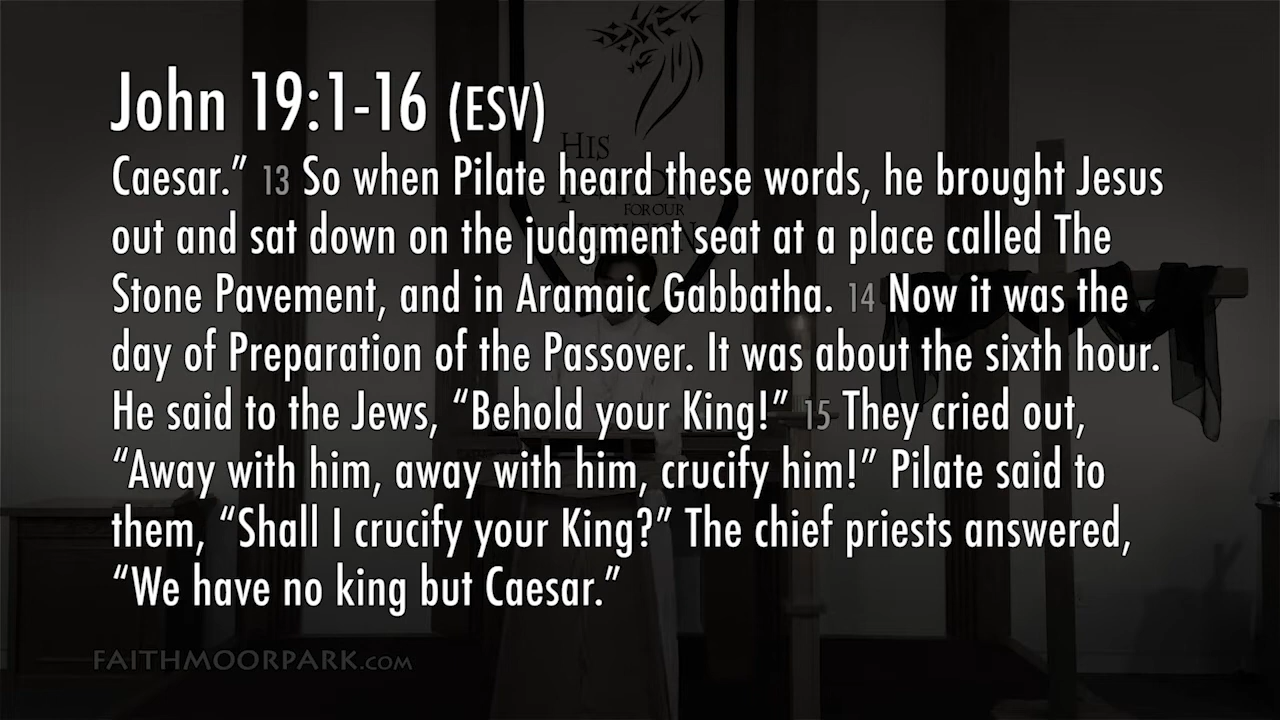 John 19:1-16 (ESV)
Caesar.” 13 So when Pilate heard these words, he brought Jesus
out and sat down on the judgment seat at a place called The
Stone Pavement, and in Aramaic Gabbatha. 14 Now it was the
day of Preparation of the Passover. It was about the sixth hour.
He said to the Jews, “Behold your King!” 15 They cried out,
“Away with him, away with him, crucify him!” Pilate said to
them, “Shall I crucify your King?” The chief priests answered,
“We have no king but Caesar.”
FAITHMOORPARK.COM
HIS
FOR OUR